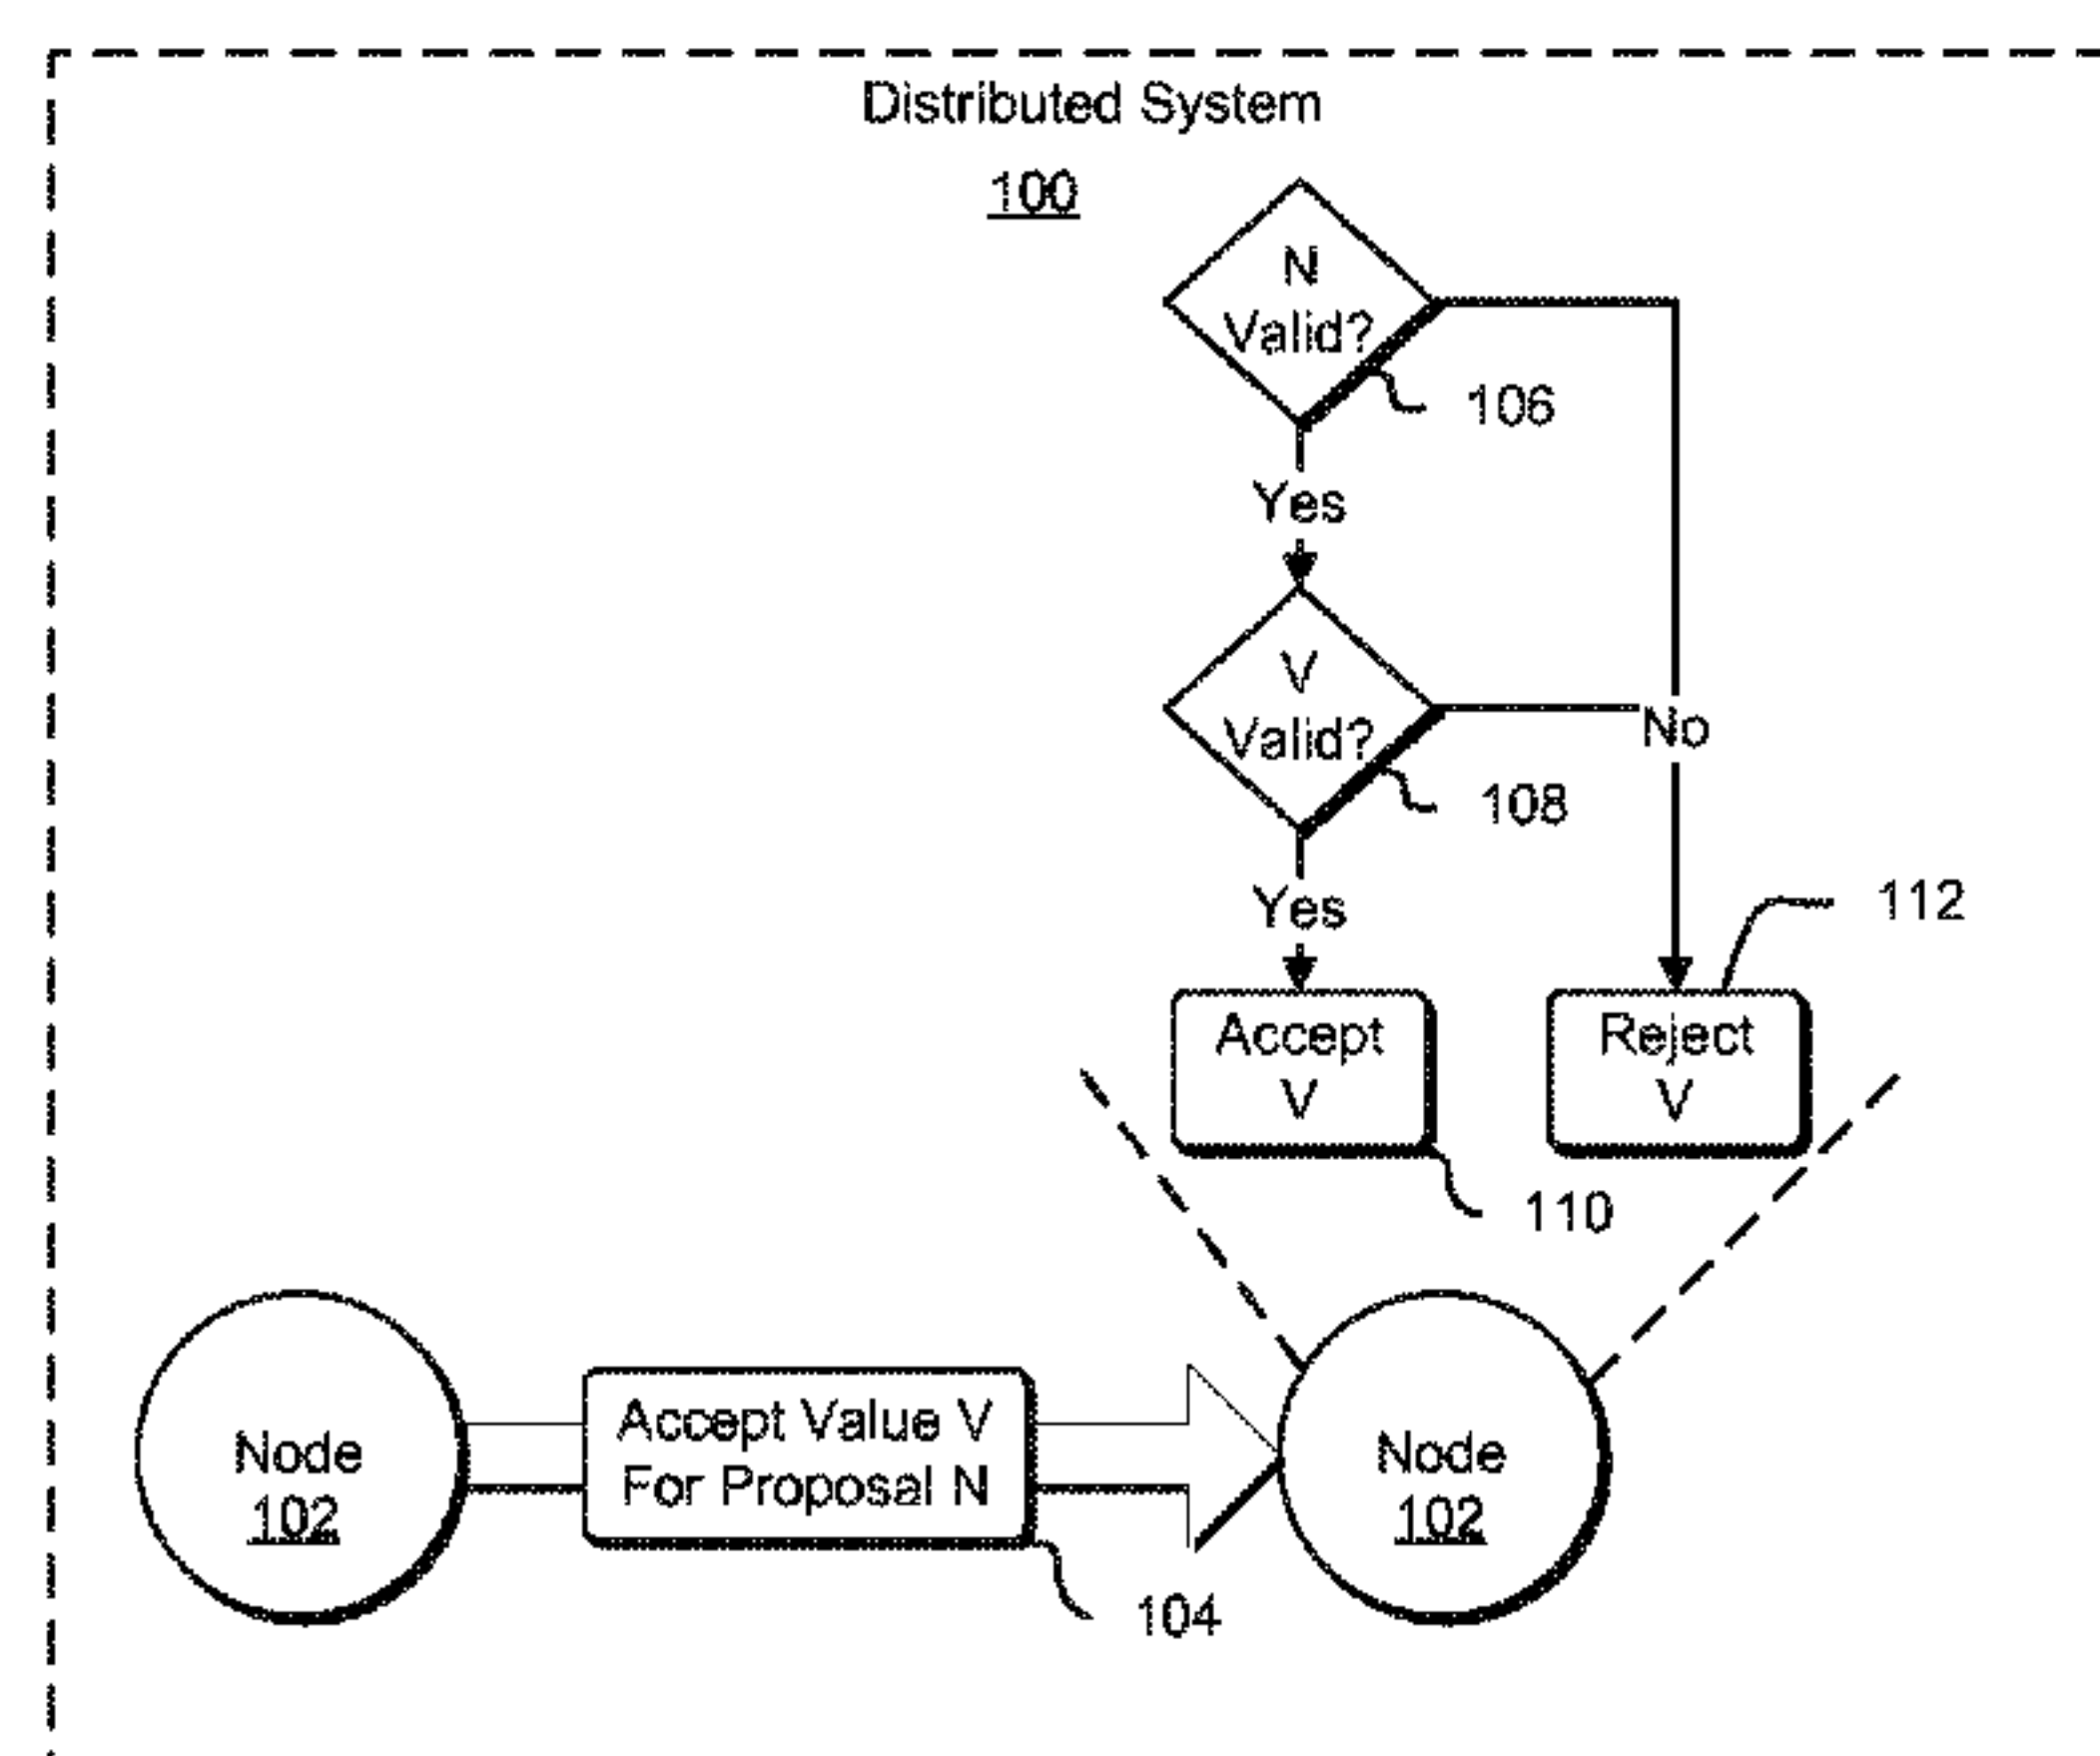 Distributed System
100
N
Valid?
106
Yes
V
Valid?
No
108
Yes
112
Accept
V
Reject
V
110
Node
102
Accept Value V
For Proposal N
Node
102
104